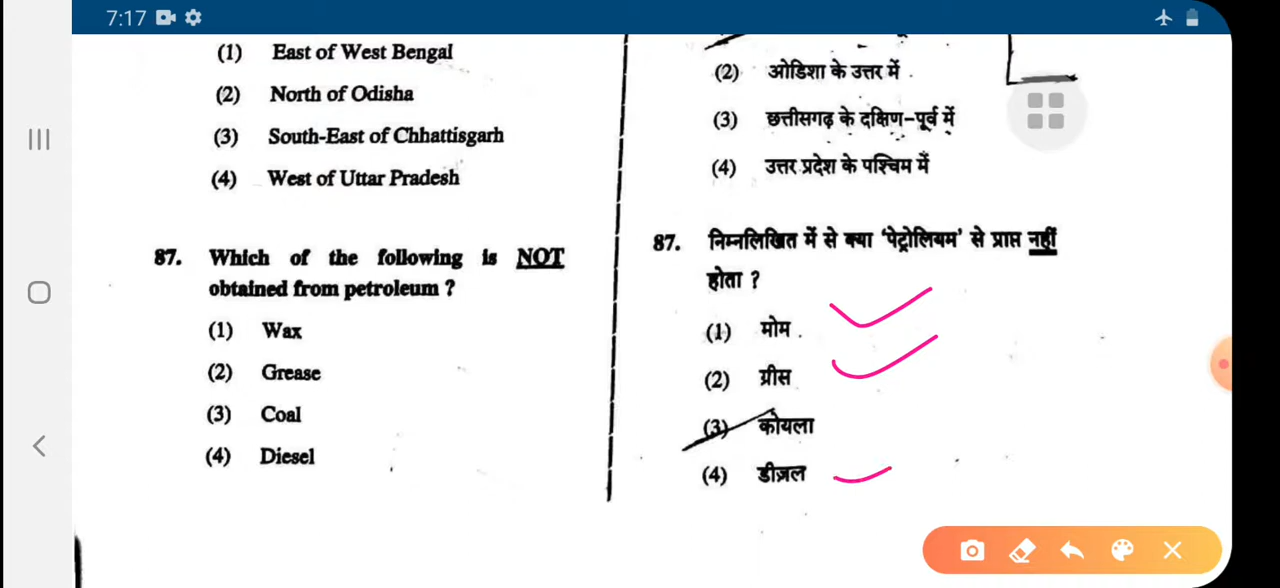 7:17
(1) East of West Bengal
(2) North of Odisha
(3) South-East of Chhattisgarh
(4) West of Uttar Pradesh
87. Which of the following is NOT
obtained from petroleum ?
(1) Wax
(2) Grease
(3) Coal
(4) Diesel
(2) ओडिशा के उत्तर में .
(3) छत्तीसगढ़ के दक्षिण-पूर्व में
(4) उत्तर प्रदेश के पश्चिम में
87. निम्नलिखित में से क्या ‘पेट्रोलियम’ से प्राप्त नहीं
होता ?
(1) मोम .
(2) ग्रीस
(3) कोयला
(4) डीज़ल